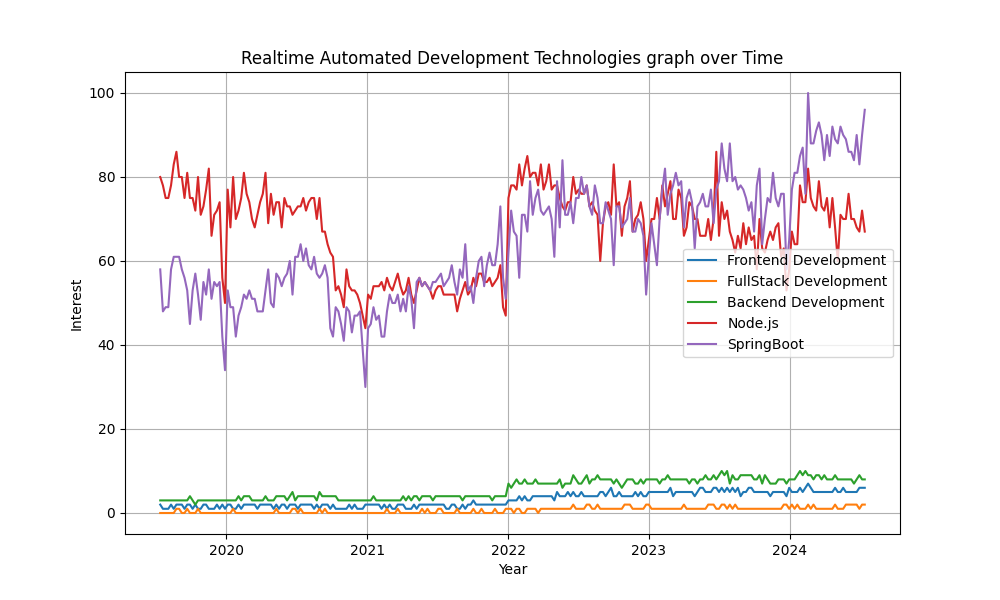 Realtime Automated Development Technologies graph over Time
Interest
100
80
60
40
20
0
Frontend Development
FullStack Development
Backend Development
Node.js
SpringBoot
2020
2021
2022
2023
2024
Year